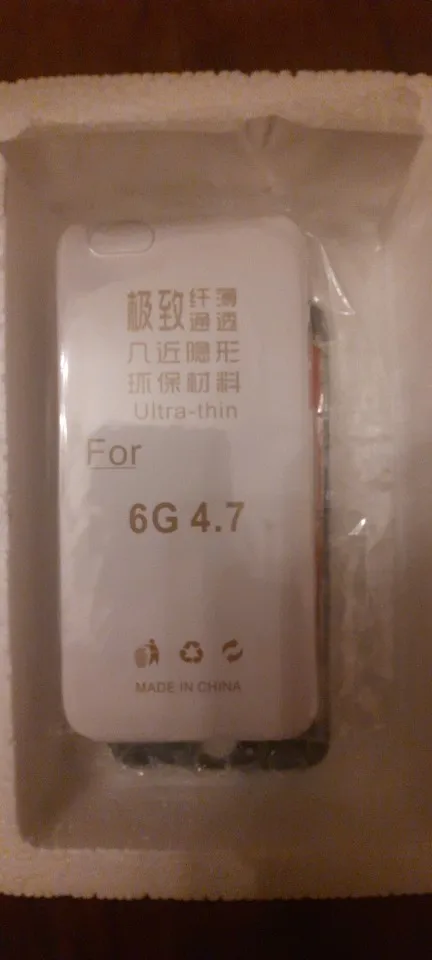 极致 纤薄
通透
几近隐形
环保材料
Ultra-thin
For
6G 4.7
MADE IN CHINA